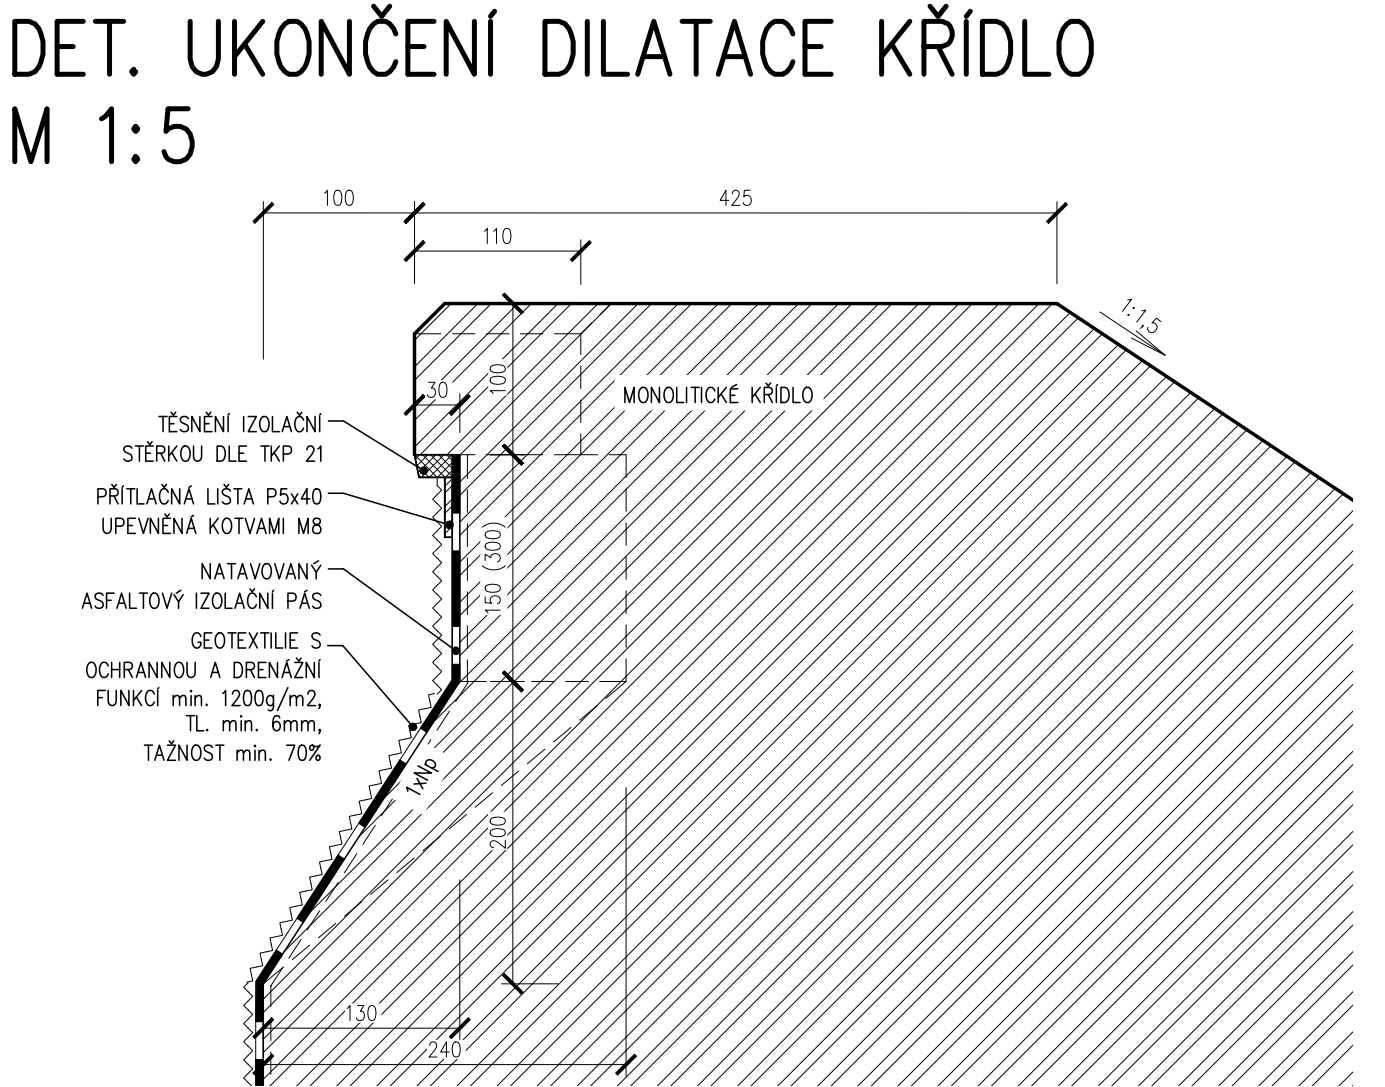 DET. UKONČENÍ DILATACE KŘÍDLO
M 1:5
100
425
110
1:1,5
30
100
MONOLITICKÉ KŘÍDLO
TĚSNĚNÍ IZOLAČNÍ
STĚRKOU DLE TKP 21
PŘÍTLAČNÁ LIŠTA P5x40
UPEVNĚNÁ KOTVAMI M8
150 (300)
NATAVOVANÝ
ASFALTOVÝ IZOLAČNÍ PÁS
GEOTEXTILIE S
OCHRANNOU A DRENÁŽNÍ
FUNKCÍ min. 1200g/m2,
TL. min. 6mm,
TAŽNOST min. 70%
1xNp
200
130
240